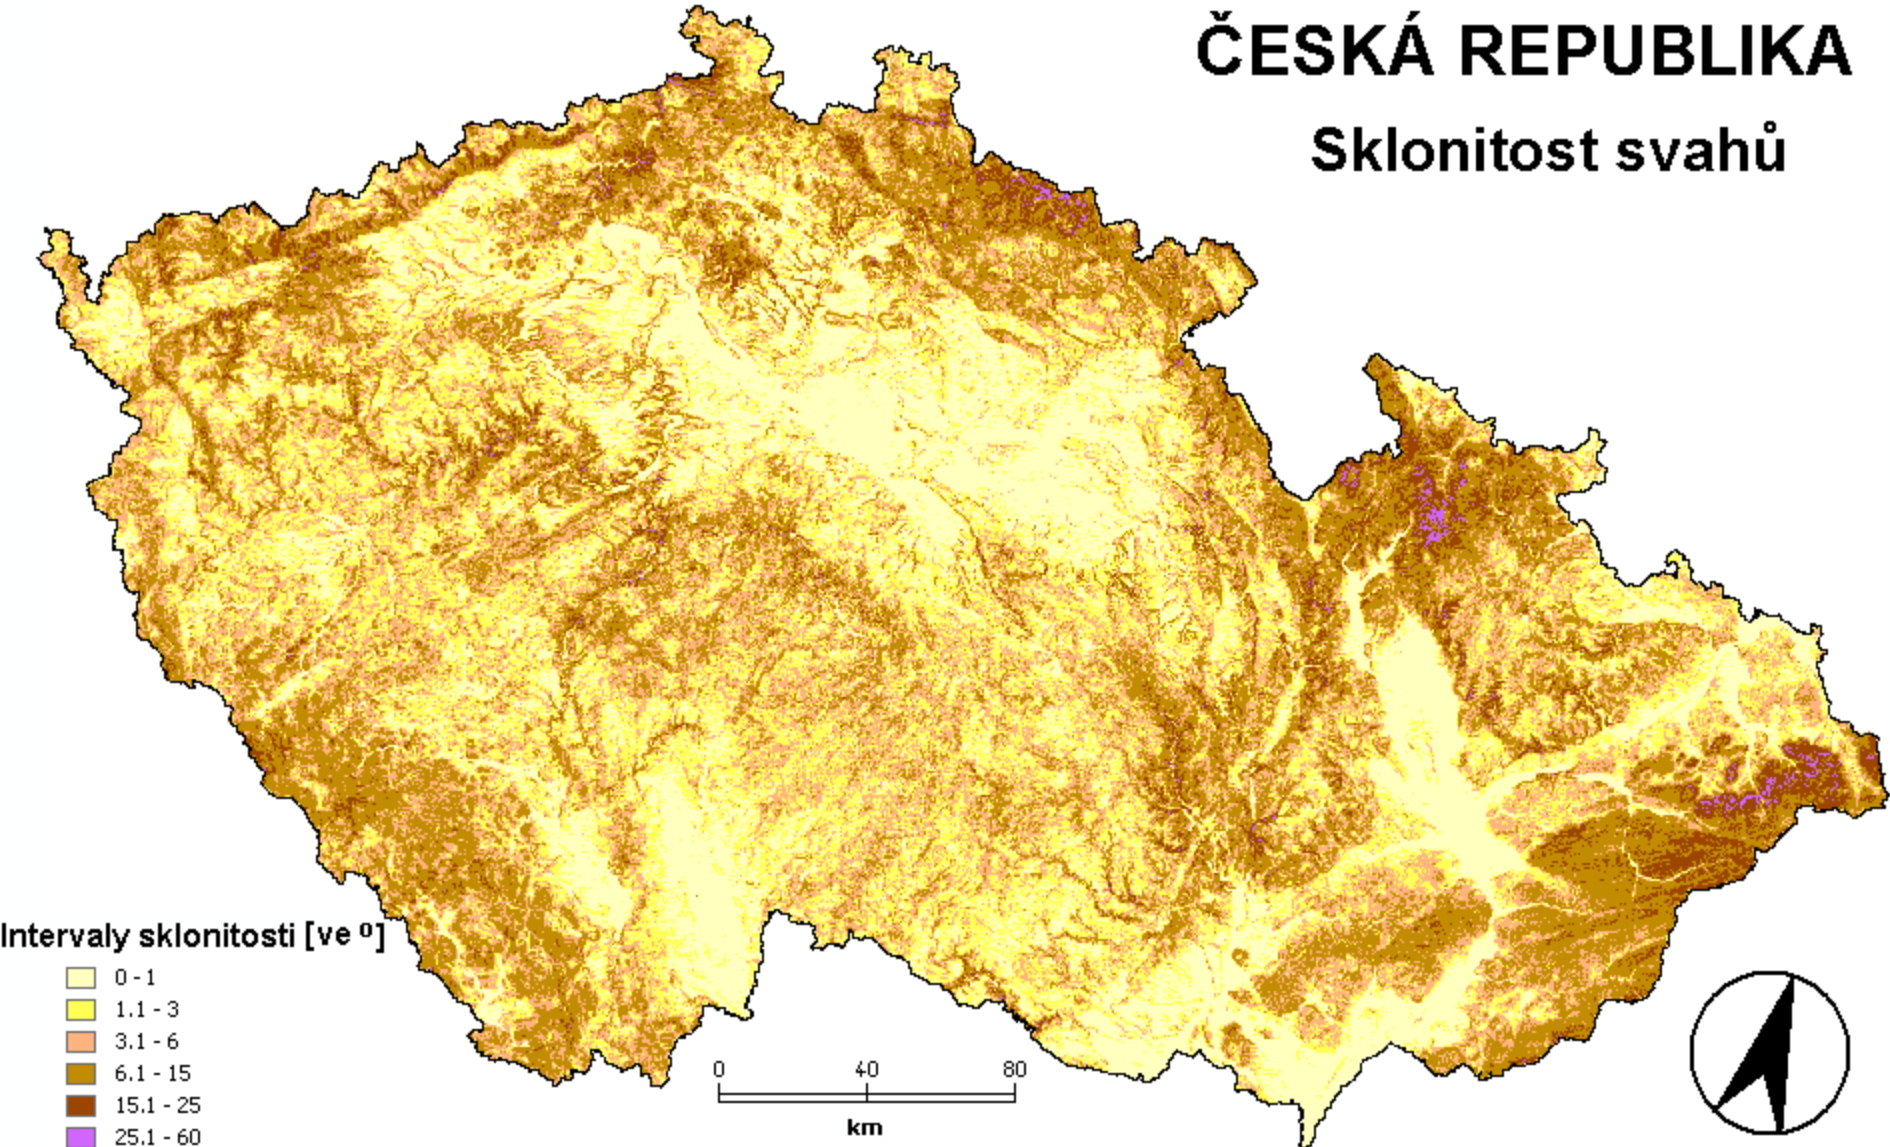 ČESKÁ REPUBLIKA
Sklonitost svahů
Intervaly sklonitosti [ve º]
0 - 1
1.1 - 3
3.1 - 6
6.1 - 15
15.1 - 25
25.1 - 60
0 40 80
km